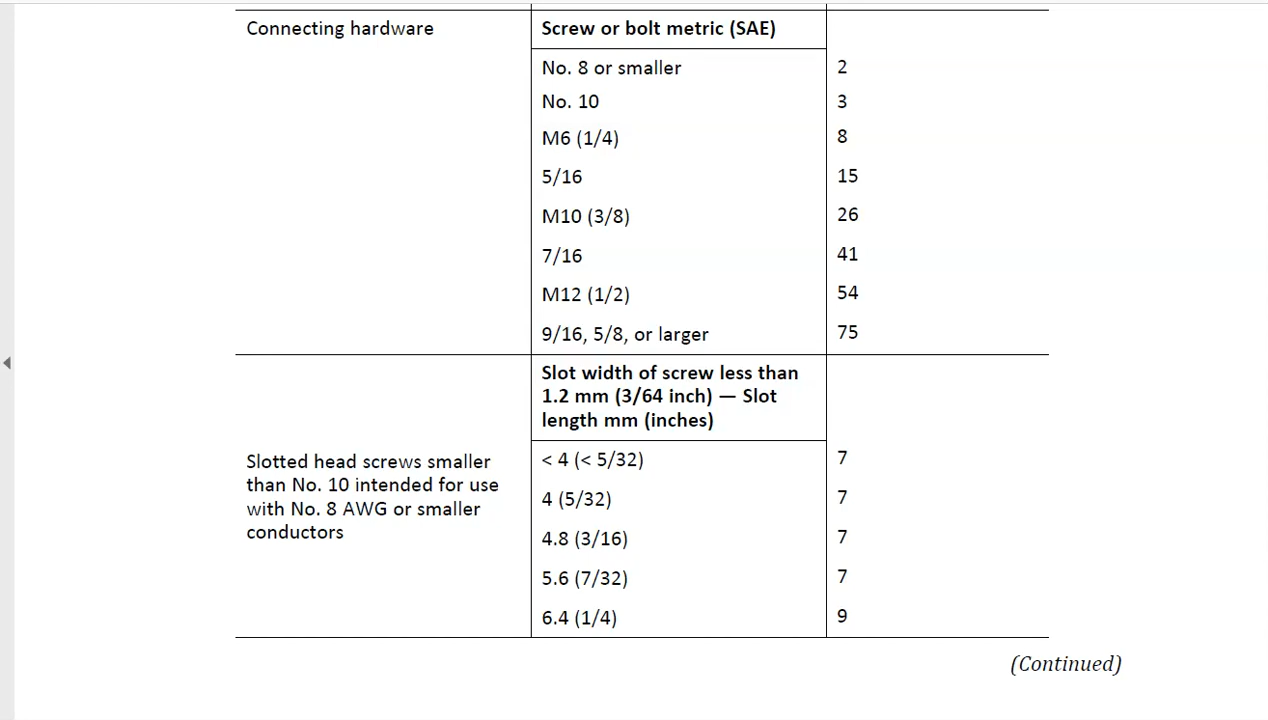 Connecting hardware
Screw or bolt metric (SAE)
No. 8 or smaller 2
No. 10 3
M6 (1/4) 8
5/16 15
M10 (3/8) 26
7/16 41
M12 (1/2) 54
9/16, 5/8, or larger 75
Slot width of screw less than
1.2 mm (3/64 inch) — Slot
length mm (inches)
Slotted head screws smaller
than No. 10 intended for use
with No. 8 AWG or smaller
conductors
< 4 (< 5/32) 7
4 (5/32) 7
4.8 (3/16) 7
5.6 (7/32) 7
6.4 (1/4) 9
(Continued)